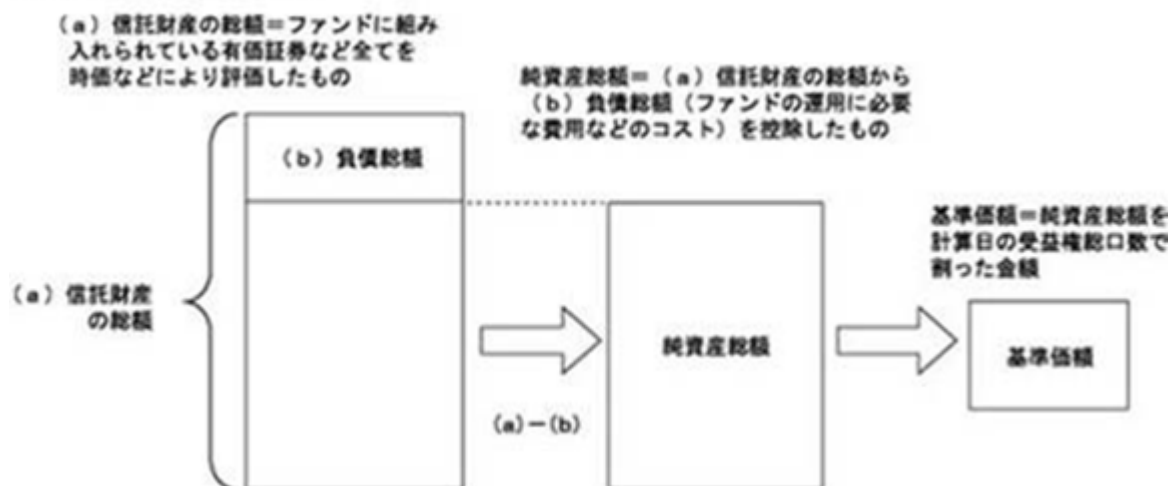 (a) 信託財産の総額＝ファンドに組み
入れられている有価証券など全てを
時価などにより評価したもの
純資産総額＝(a) 信託財産の総額から
(b) 負債総額（ファンドの運用に必要
な費用などのコスト）を控除したもの
(b) 負債総額
基準価額＝純資産総額を
計算日の受益権総口数で
割った金額
(a) 信託財産
の総額
純資産総額
基準価額
(a)－(b)